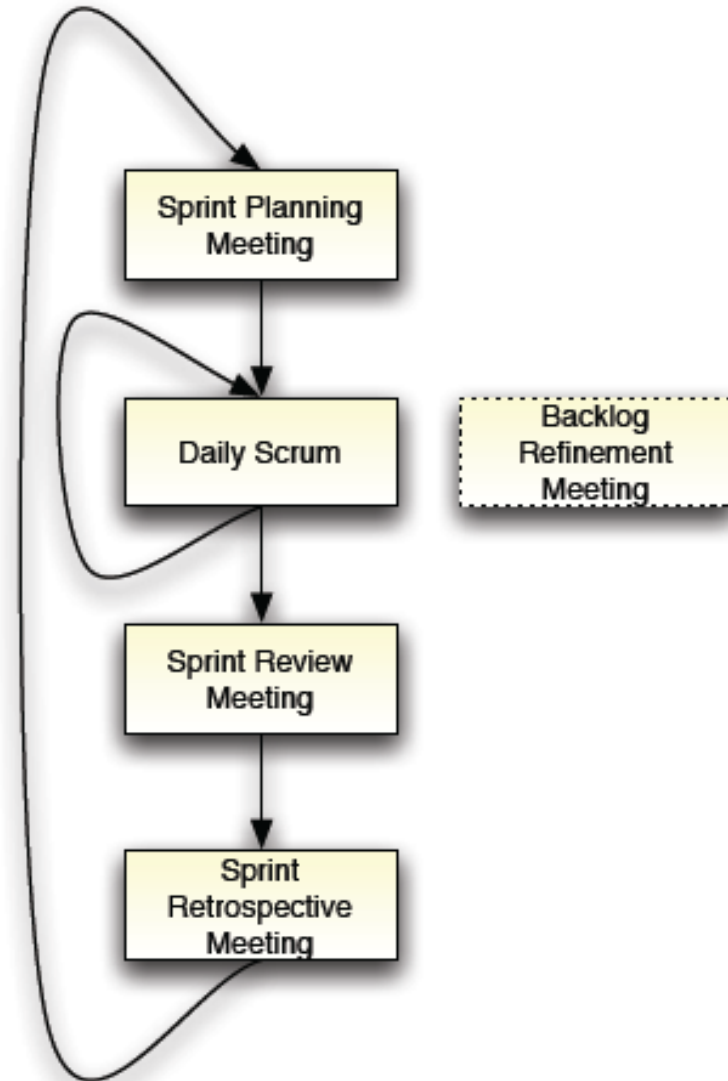 Sprint Planning
Meeting
Daily Scrum
Backlog
Refinement
Meeting
Sprint Review
Meeting
Sprint
Retrospective
Meeting